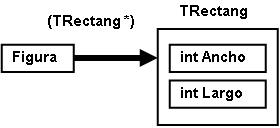 TRectang
(TRectang *)
Figura
int Ancho
int Largo